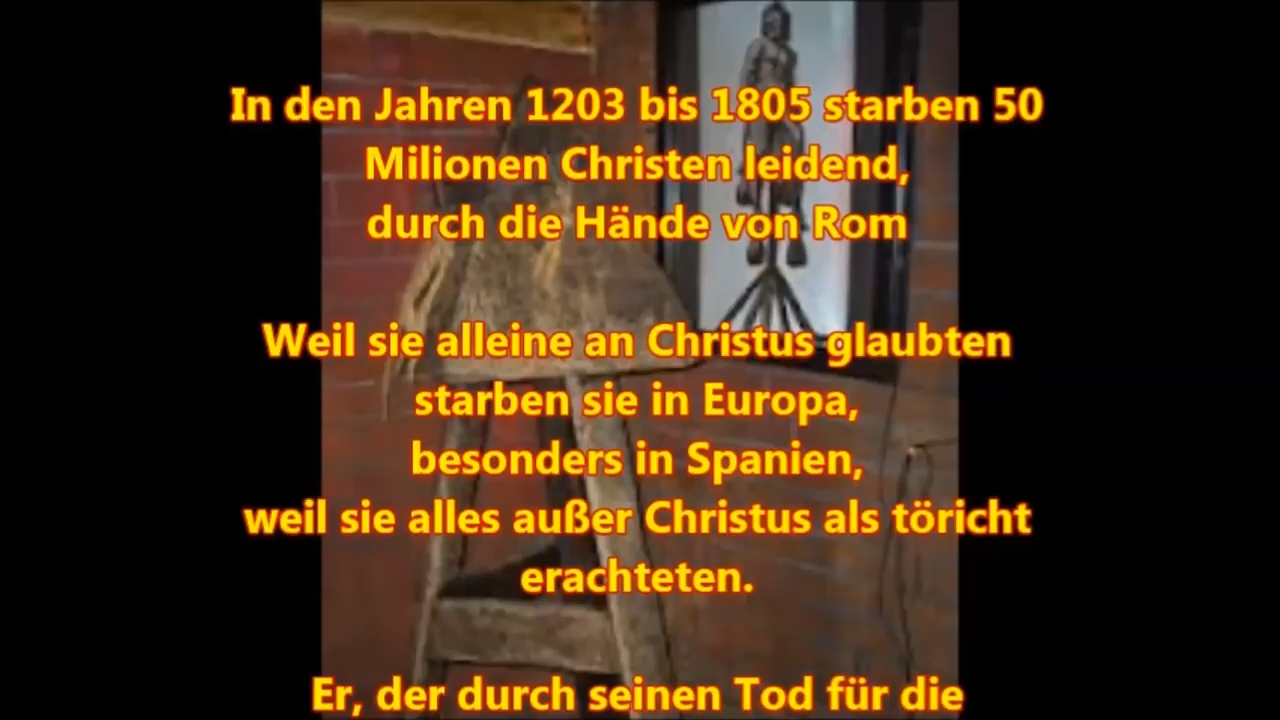 In den Jahren 1203 bis 1805 starben 50
Milionen Christen leidend,
durch die Hände von Rom
Weil sie alleine an Christus glaubten
starben sie in Europa,
besonders in Spanien,
weil sie alles außer Christus als töricht
erachteten.
Er, der durch seinen Tod für die